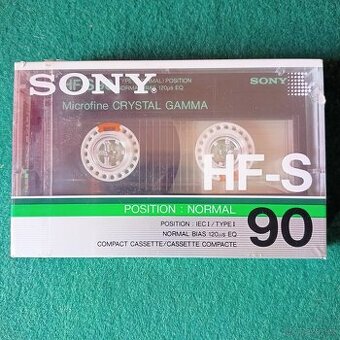 SONY.
SONY
Microfine CRYSTAL GAMMA
HF-S
POSITION : NORMAL
90
POSITION : IEC I / TYPE I
NORMAL BIAS 120µs EQ
COMPACT CASSETTE/CASSETTE COMPACTE